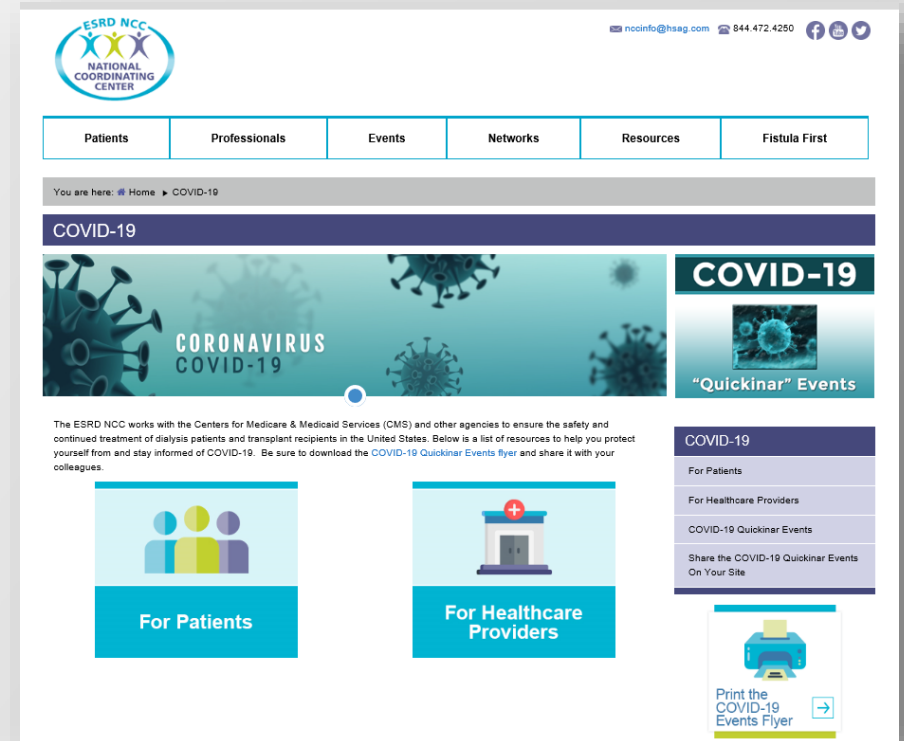 ESRD NCC
NATIONAL
COORDINATING
CENTER
nccinfo@hsag.com 844.472.4250
Patients Professionals Events Networks Resources Fistula First
You are here: Home ▸ COVID-19
COVID-19
CORONAVIRUS
COVID-19
COVID-19
"Quickinar" Events
The ESRD NCC works with the Centers for Medicare & Medicaid Services (CMS) and other agencies to ensure the safety and
continued treatment of dialysis patients and transplant recipients in the United States. Below is a list of resources to help you protect
yourself from and stay informed of COVID-19. Be sure to download the COVID-19 Quickinar Events flyer and share it with your
colleagues.
For Patients
For Healthcare
Providers
COVID-19
For Patients
For Healthcare Providers
COVID-19 Quickinar Events
Share the COVID-19 Quickinar Events
On Your Site
Print the
COVID-19
Events Flyer